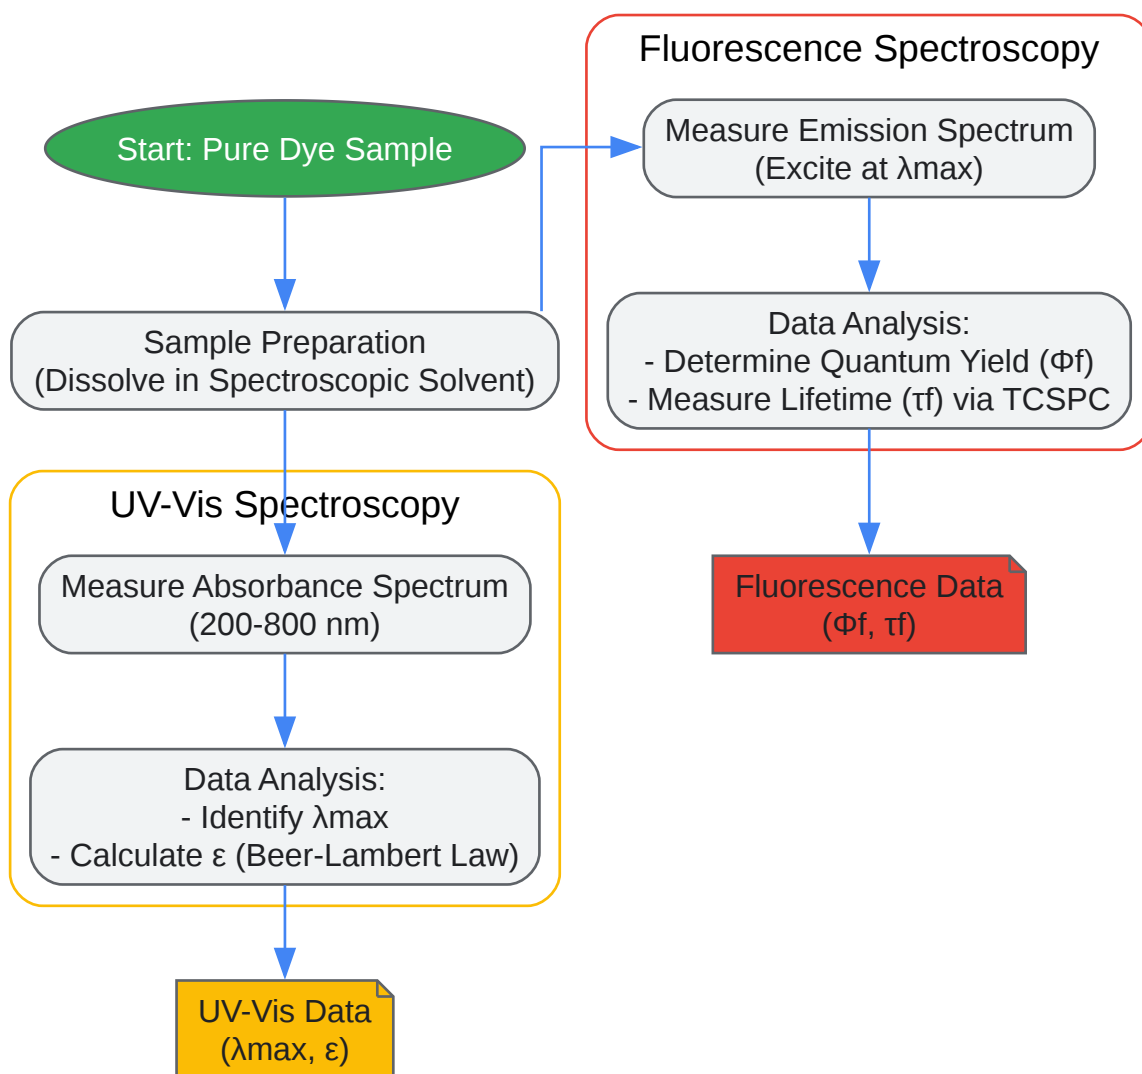 Start: Pure Dye Sample
Sample Preparation
(Dissolve in Spectroscopic Solvent)
UV-Vis Spectroscopy
Measure Absorbance Spectrum
(200-800 nm)
Data Analysis:
- Identify λmax
- Calculate ε (Beer-Lambert Law)
UV-Vis Data
(λmax, ε)
Fluorescence Spectroscopy
Measure Emission Spectrum
(Excite at λmax)
Data Analysis:
- Determine Quantum Yield (Φf)
- Measure Lifetime (τf) via TCSPC
Fluorescence Data
(Φf, τf)